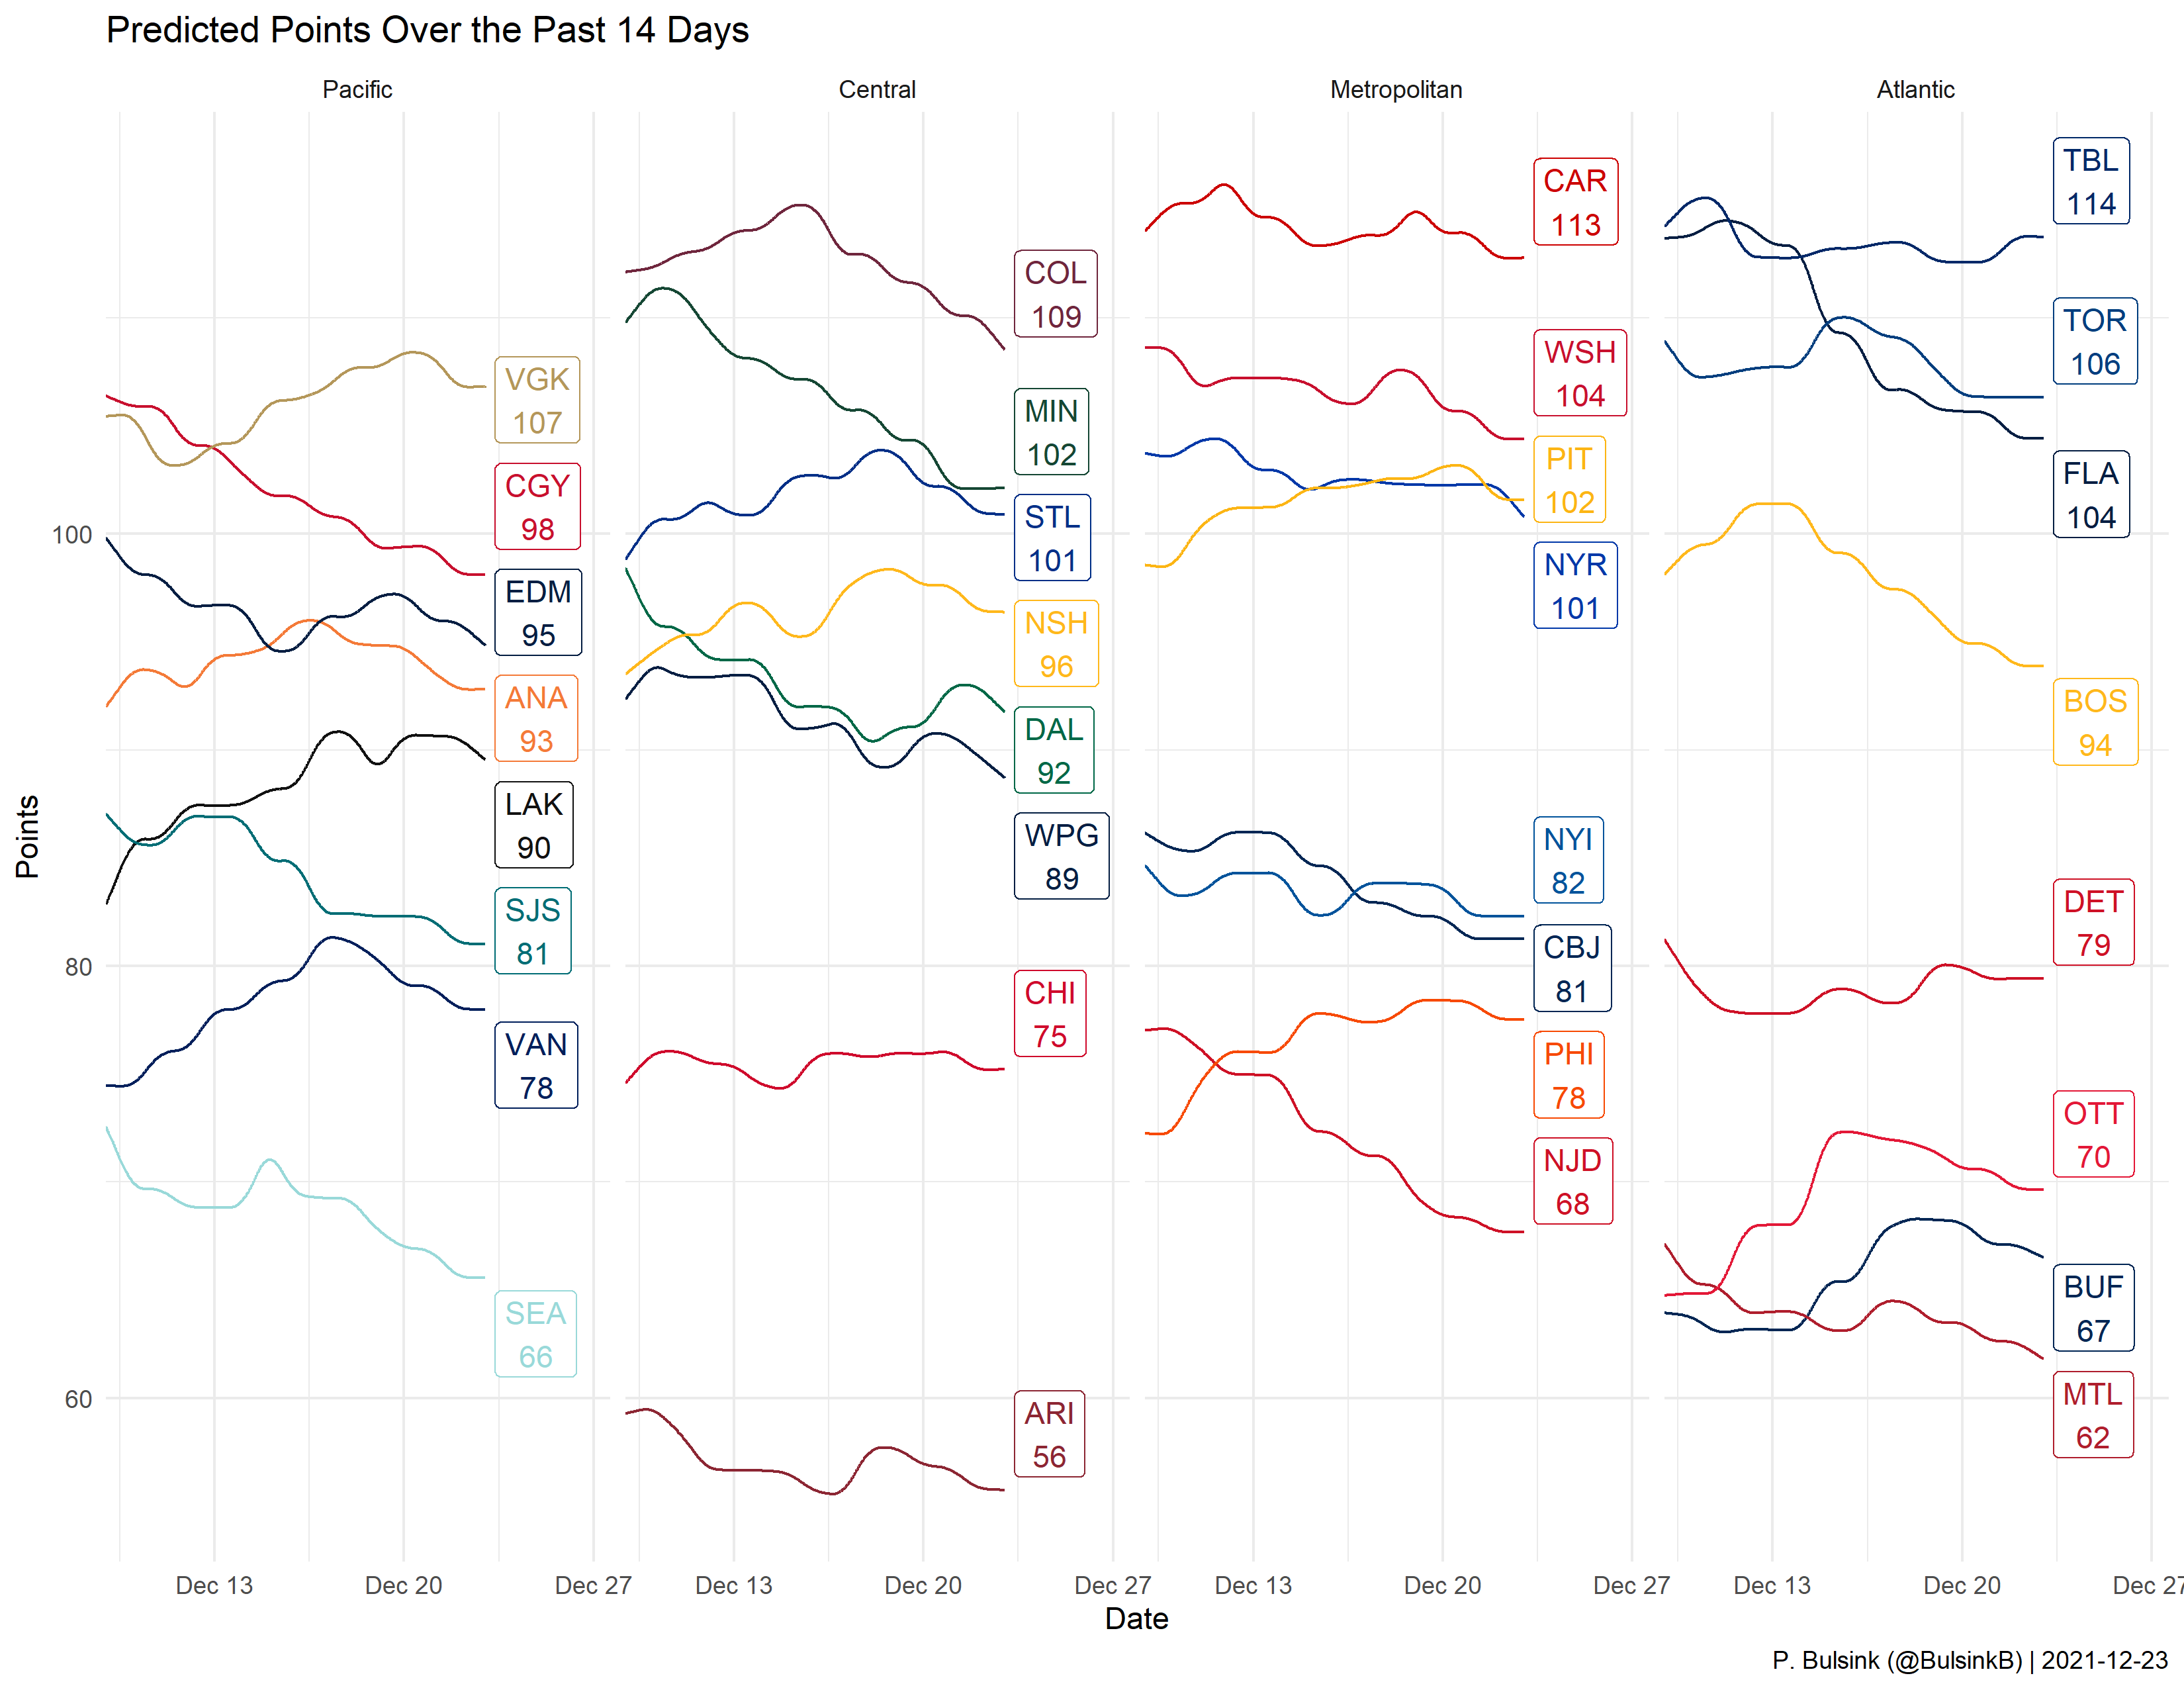 Predicted Points Over the Past 14 Days
Pacific
Central
Metropolitan
Atlantic
Points
100
80
60
VGK
107
CGY
98
EDM
95
ANA
93
LAK
90
SJS
81
VAN
78
SEA
66
COL
109
MIN
102
STL
101
NSH
96
DAL
92
WPG
89
CHI
75
ARI
56
CAR
113
WSH
104
PIT
102
NYR
101
NYI
82
CBJ
81
PHI
78
NJD
68
TBL
114
TOR
106
FLA
104
BOS
94
DET
79
OTT
70
BUF
67
MTL
62
Dec 13 Dec 20 Dec 27 Dec 13 Dec 20 Dec 27 Dec 13 Dec 20 Dec 27 Dec 13 Dec 20 Dec 27
Date
P. Bulsink (@BulsinkB) | 2021-12-23